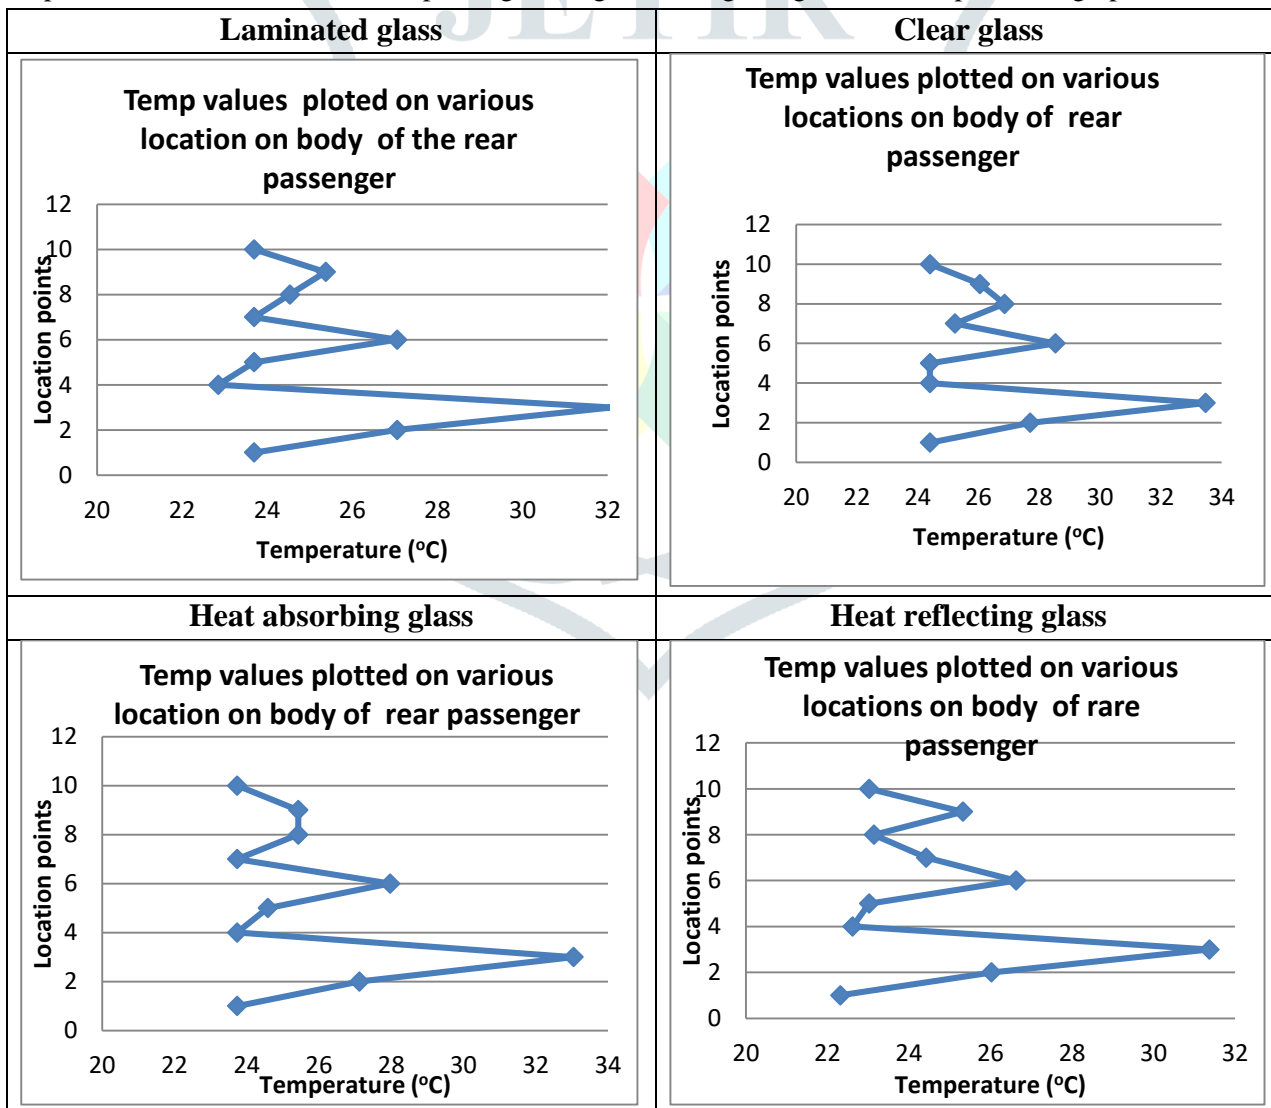 JETIR
Laminated glass
Clear glass
Temp values ploted on various
location on body of the rear
passenger
12
10
8
6
4
2
0
Location points
20 22 24 26 28 30 32
Temperature (°C)
Temp values plotted on various
locations on body of rear
passenger
12
10
8
6
4
2
0
Location points
20 22 24 26 28 30 32 34
Temperature (°C)
Heat absorbing glass
Heat reflecting glass
Temp values plotted on various
location on body of rear passenger
12
10
8
6
4
2
0
Location points
20 22 24 26 28 30 32 34
Temperature (°C)
Temp values plotted on various
locations on body of rare
passenger
12
10
8
6
4
2
0
Location points
20 22 24 26 28 30 32
Temperature (°C)